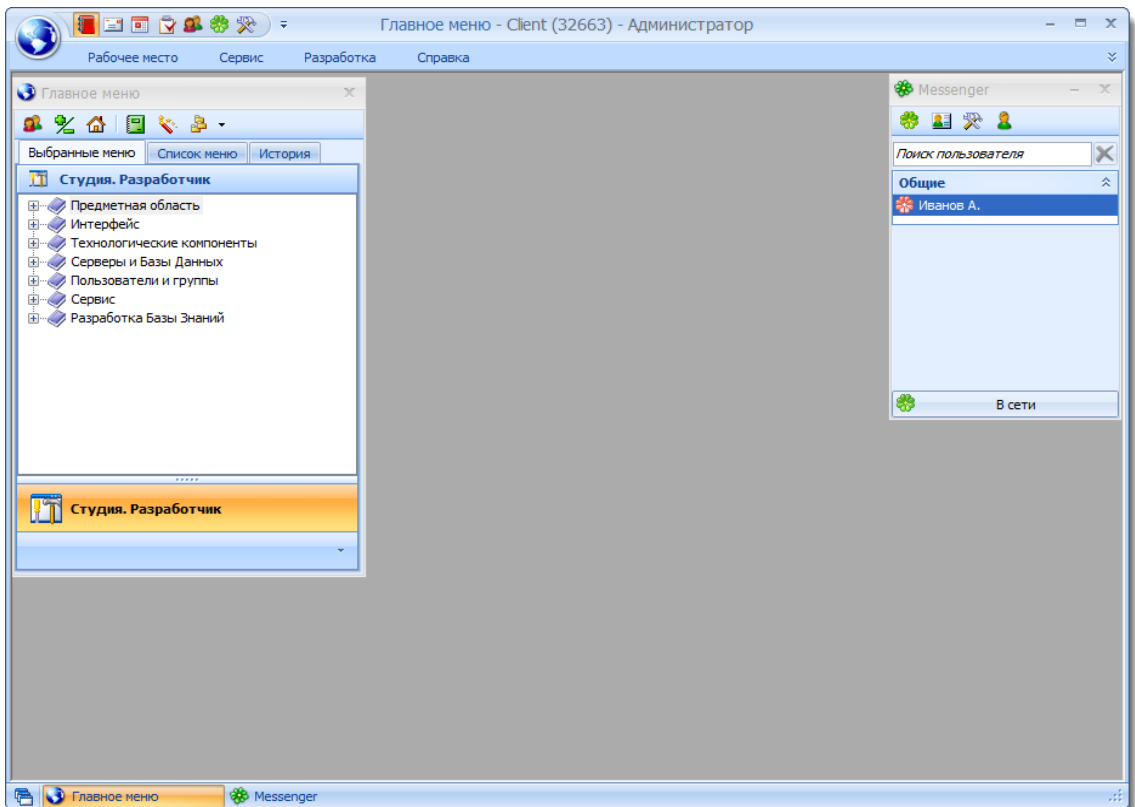 Главное меню - Client (32663) - Администратор
Рабочее место Сервис Разработка Справка
Главное меню
Выбранные меню Список меню История
Студия. Разработчик
Предметная область
Интерфейс
Технологические компоненты
Серверы и Базы Данных
Пользователи и группы
Сервис
Разработка Базы Знаний
Студия. Разработчик
Messenger
Поиск пользователя
Общие
Иванов А.
В сети
Главное меню Messenger